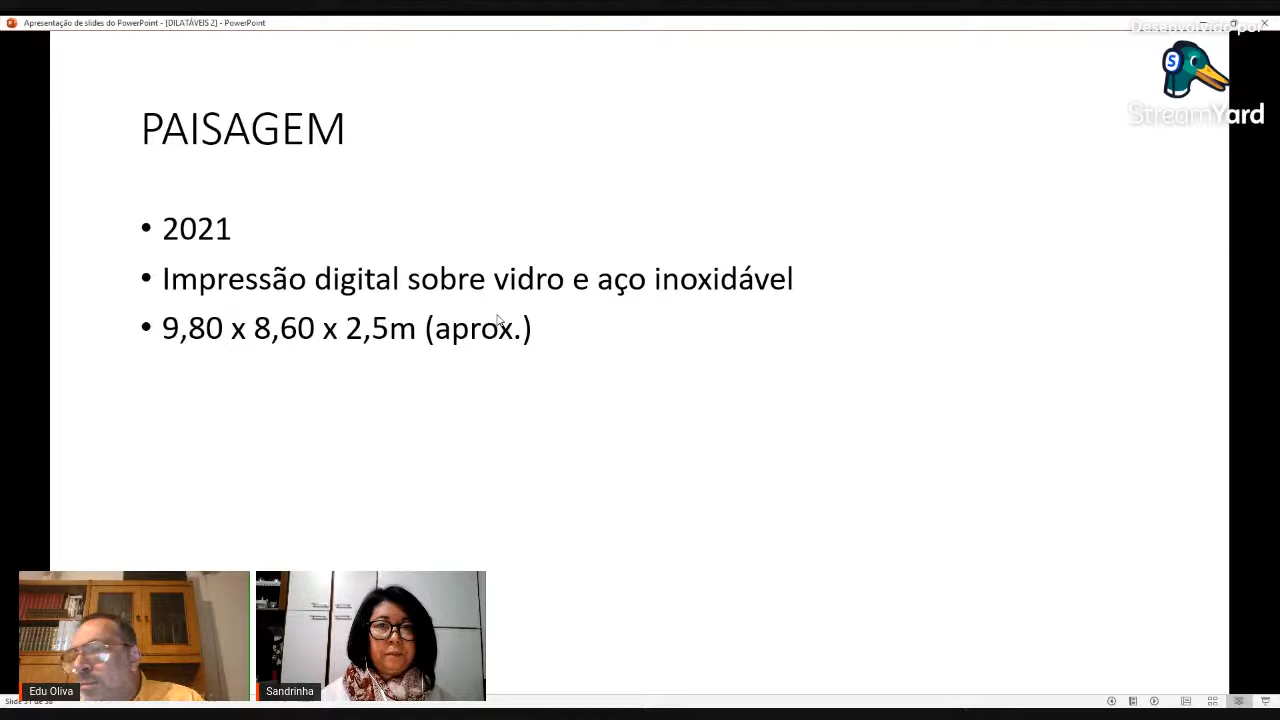 Apresentação de slides do PowerPoint - [DILATÁVEIS 2] - PowerPoint
Desenvolvido por
S
StreamYard
PAISAGEM
• 2021
• Impressão digital sobre vidro e aço inoxidável
• 9,80 x 8,60 x 2,5m (aprox.)
Edu Oliva
Sandrinha